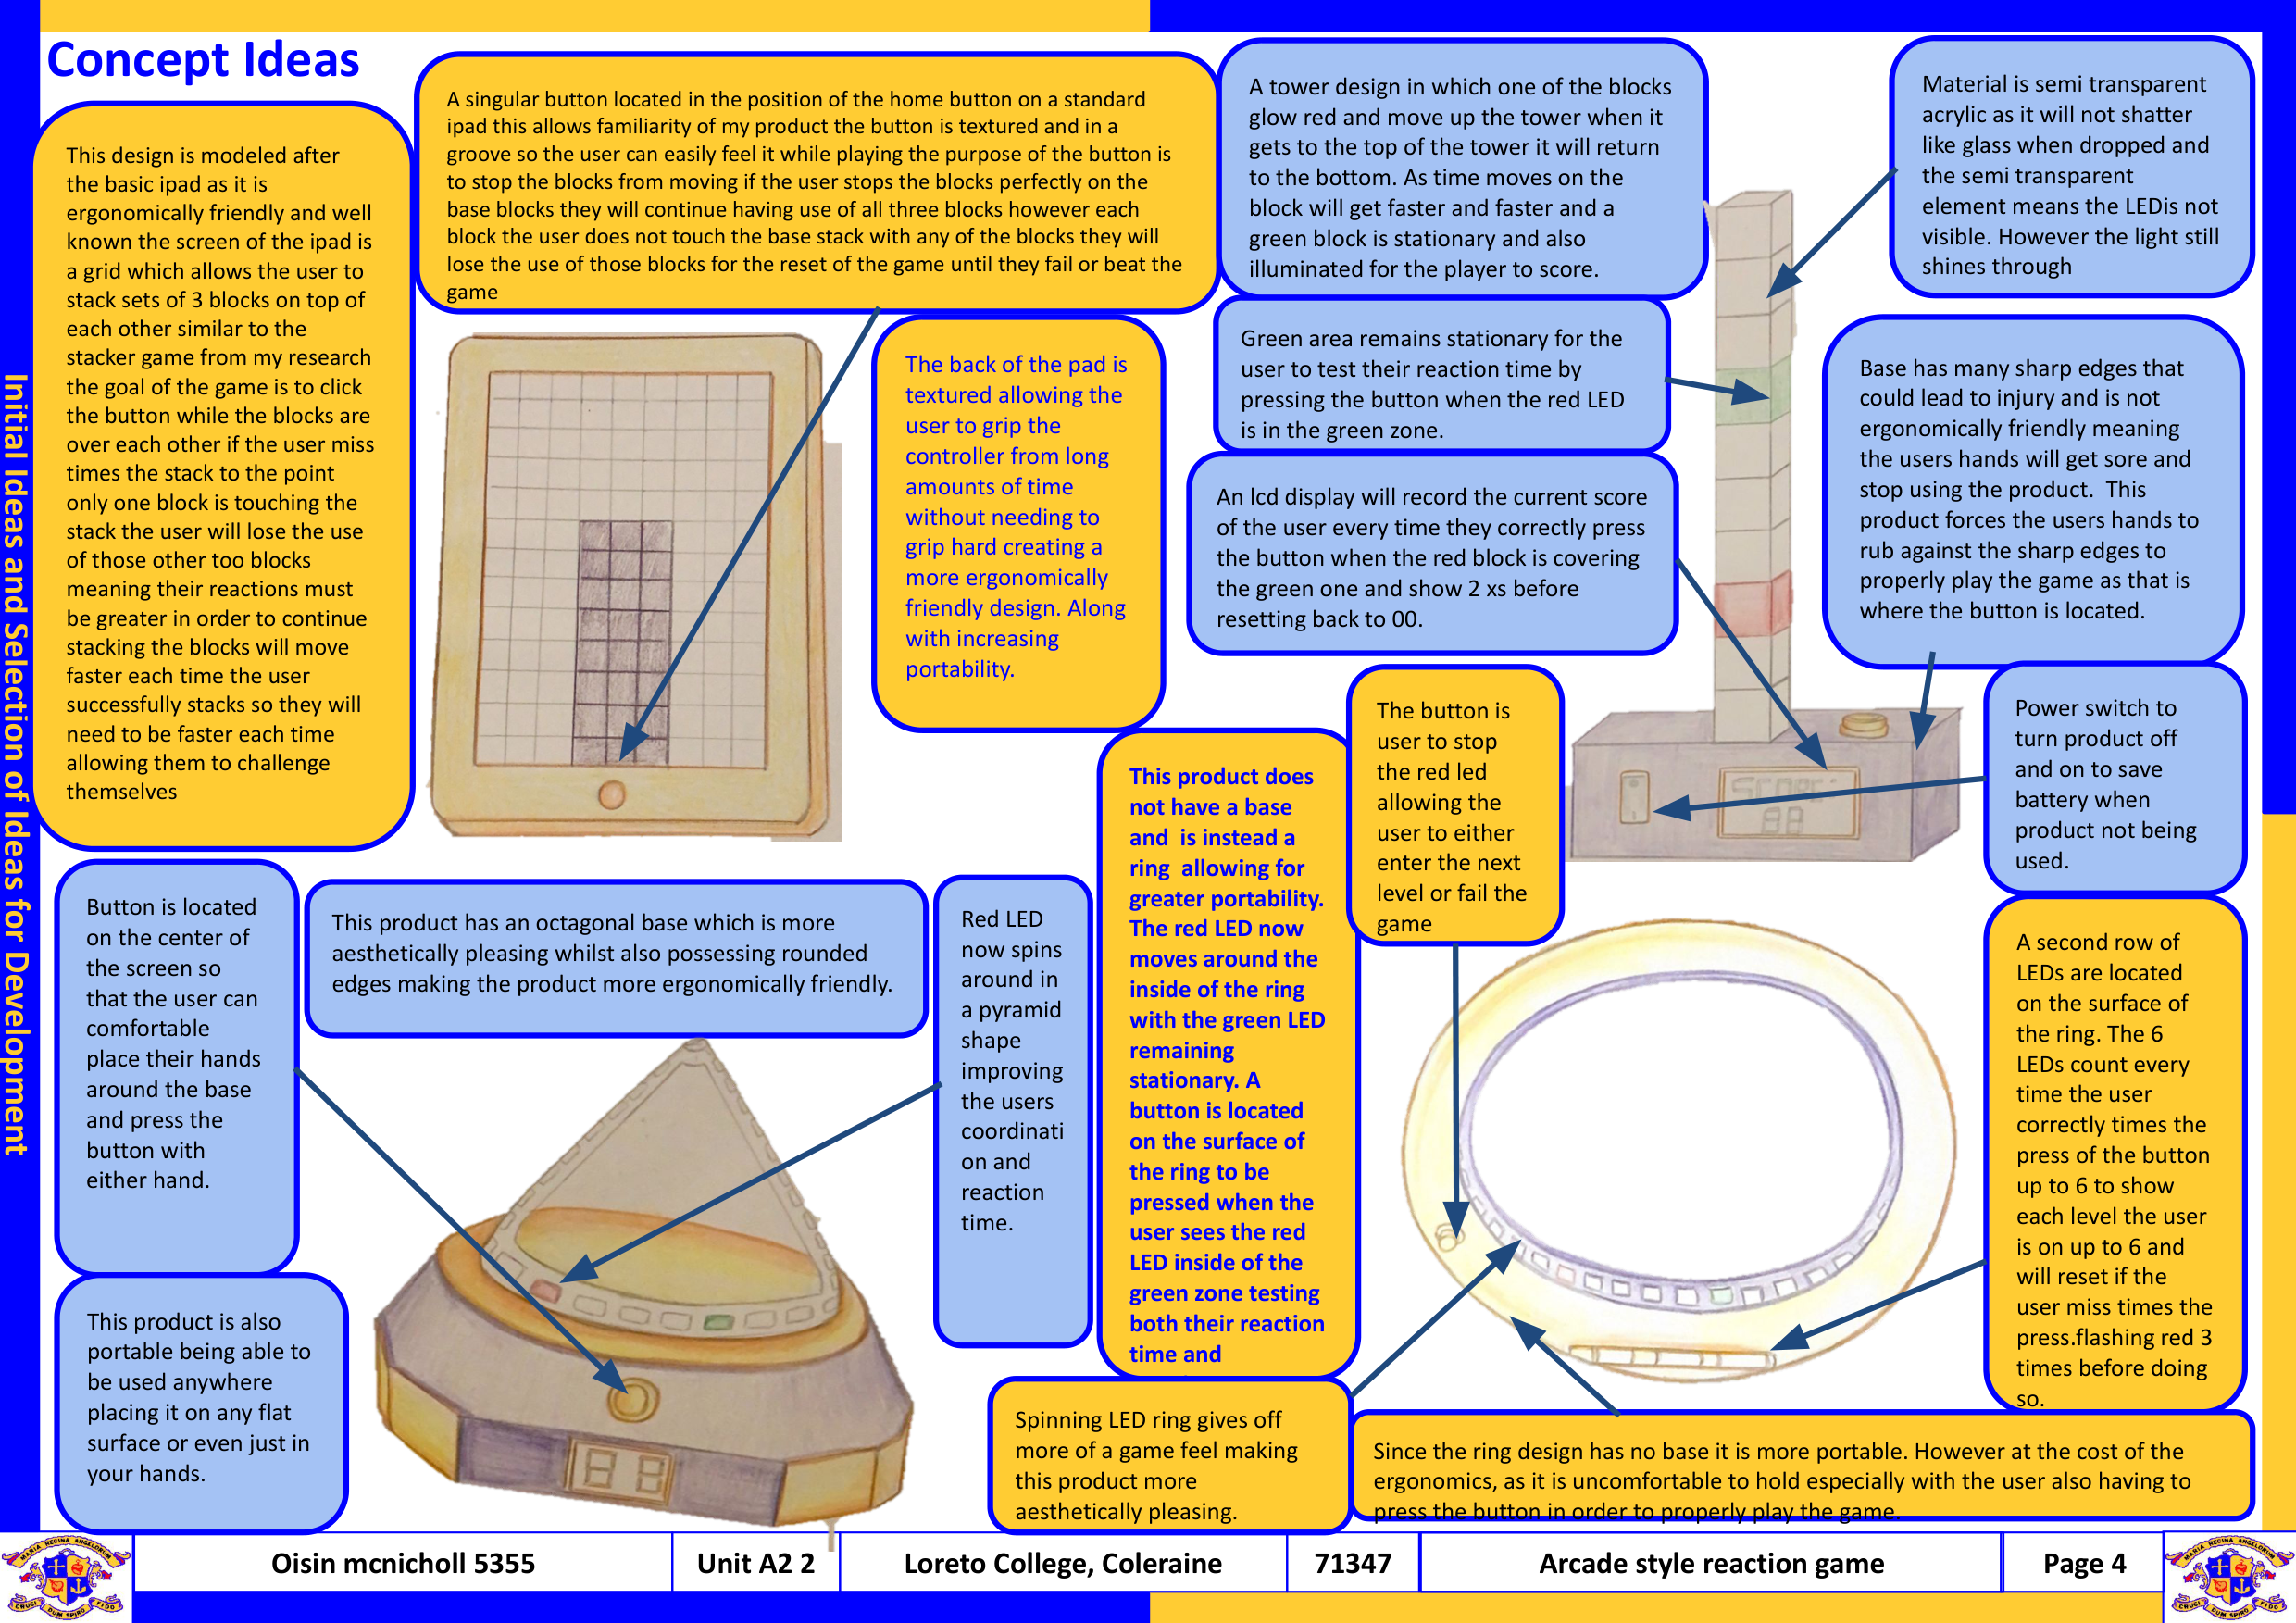 Concept Ideas
This design is modeled after
the basic ipad as it is
ergonomically friendly and well
known the screen of the ipad is
a grid which allows the user to
stack sets of 3 blocks on top of
each other similar to the
stacker game from my research
the goal of the game is to click
the button while the blocks are
over each other if the user miss
times the stack to the point
only one block is touching the
stack the user will lose the use
of those other too blocks
meaning their reactions must
be greater in order to continue
stacking the blocks will move
faster each time the user
successfully stacks so they will
need to be faster each time
allowing them to challenge
themselves
A singular button located in the position of the home button on a standard
ipad this allows familiarity of my product the button is textured and in a
groove so the user can easily feel it while playing the purpose of the button is
to stop the blocks from moving if the user stops the blocks perfectly on the
base blocks they will continue having use of all three blocks however each
block the user does not touch the base stack with any of the blocks they will
lose the use of those blocks for the reset of the game until they fail or beat the
game
The back of the pad is
textured allowing the
user to grip the
controller from long
amounts of time
without needing to
grip hard creating a
more ergonomically
friendly design. Along
with increasing
portability.
A tower design in which one of the blocks
glow red and move up the tower when it
gets to the top of the tower it will return
to the bottom. As time moves on the
block will get faster and faster and a
green block is stationary and also
illuminated for the player to score.
Green area remains stationary for the
user to test their reaction time by
pressing the button when the red LED
is in the green zone.
An lcd display will record the current score
of the user every time they correctly press
the button when the red block is covering
the green one and show 2 xs before
resetting back to 00.
Material is semi transparent
acrylic as it will not shatter
like glass when dropped and
the semi transparent
element means the LEDis not
visible. However the light still
shines through
Base has many sharp edges that
could lead to injury and is not
ergonomically friendly meaning
the users hands will get sore and
stop using the product.  This
product forces the users hands to
rub against the sharp edges to
properly play the game as that is
where the button is located.
Power switch to
turn product off
and on to save
battery when
product not being
used.
The button is
user to stop
the red led
allowing the
user to either
enter the next
level or fail the
game
This product does
not have a base
and  is instead a
ring  allowing for
greater portability.
The red LED now
moves around the
inside of the ring
with the green LED
remaining
stationary. A
button is located
on the surface of
the ring to be
pressed when the
user sees the red
LED inside of the
green zone testing
both their reaction
time and
A second row of
LEDs are located
on the surface of
the ring. The 6
LEDs count every
time the user
correctly times the
press of the button
up to 6 to show
each level the user
is on up to 6 and
will reset if the
user miss times the
press.flashing red 3
times before doing
so.
Button is located
on the center of
the screen so
that the user can
comfortable
place their hands
around the base
and press the
button with
either hand.
This product has an octagonal base which is more
aesthetically pleasing whilst also possessing rounded
edges making the product more ergonomically friendly.
Red LED
now spins
around in
a pyramid
shape
improving
the users
coordinati
on and
reaction
time.
This product is also
portable being able to
be used anywhere
placing it on any flat
surface or even just in
your hands.
Spinning LED ring gives off
more of a game feel making
this product more
aesthetically pleasing.
Since the ring design has no base it is more portable. However at the cost of the
ergonomics, as it is uncomfortable to hold especially with the user also having to
press the button in order to properly play the game.
Initial Ideas and Selection of Ideas for Development
Oisin mcnicholl 5355
Unit A2 2
Loreto College, Coleraine
71347
Arcade style reaction game
Page 4
MARIA REGINA ANGELORUM
CRUCI DUM SPIRO FIDO
MARIA REGINA ANGELORUM
CRUCI DUM SPIRO FIDO